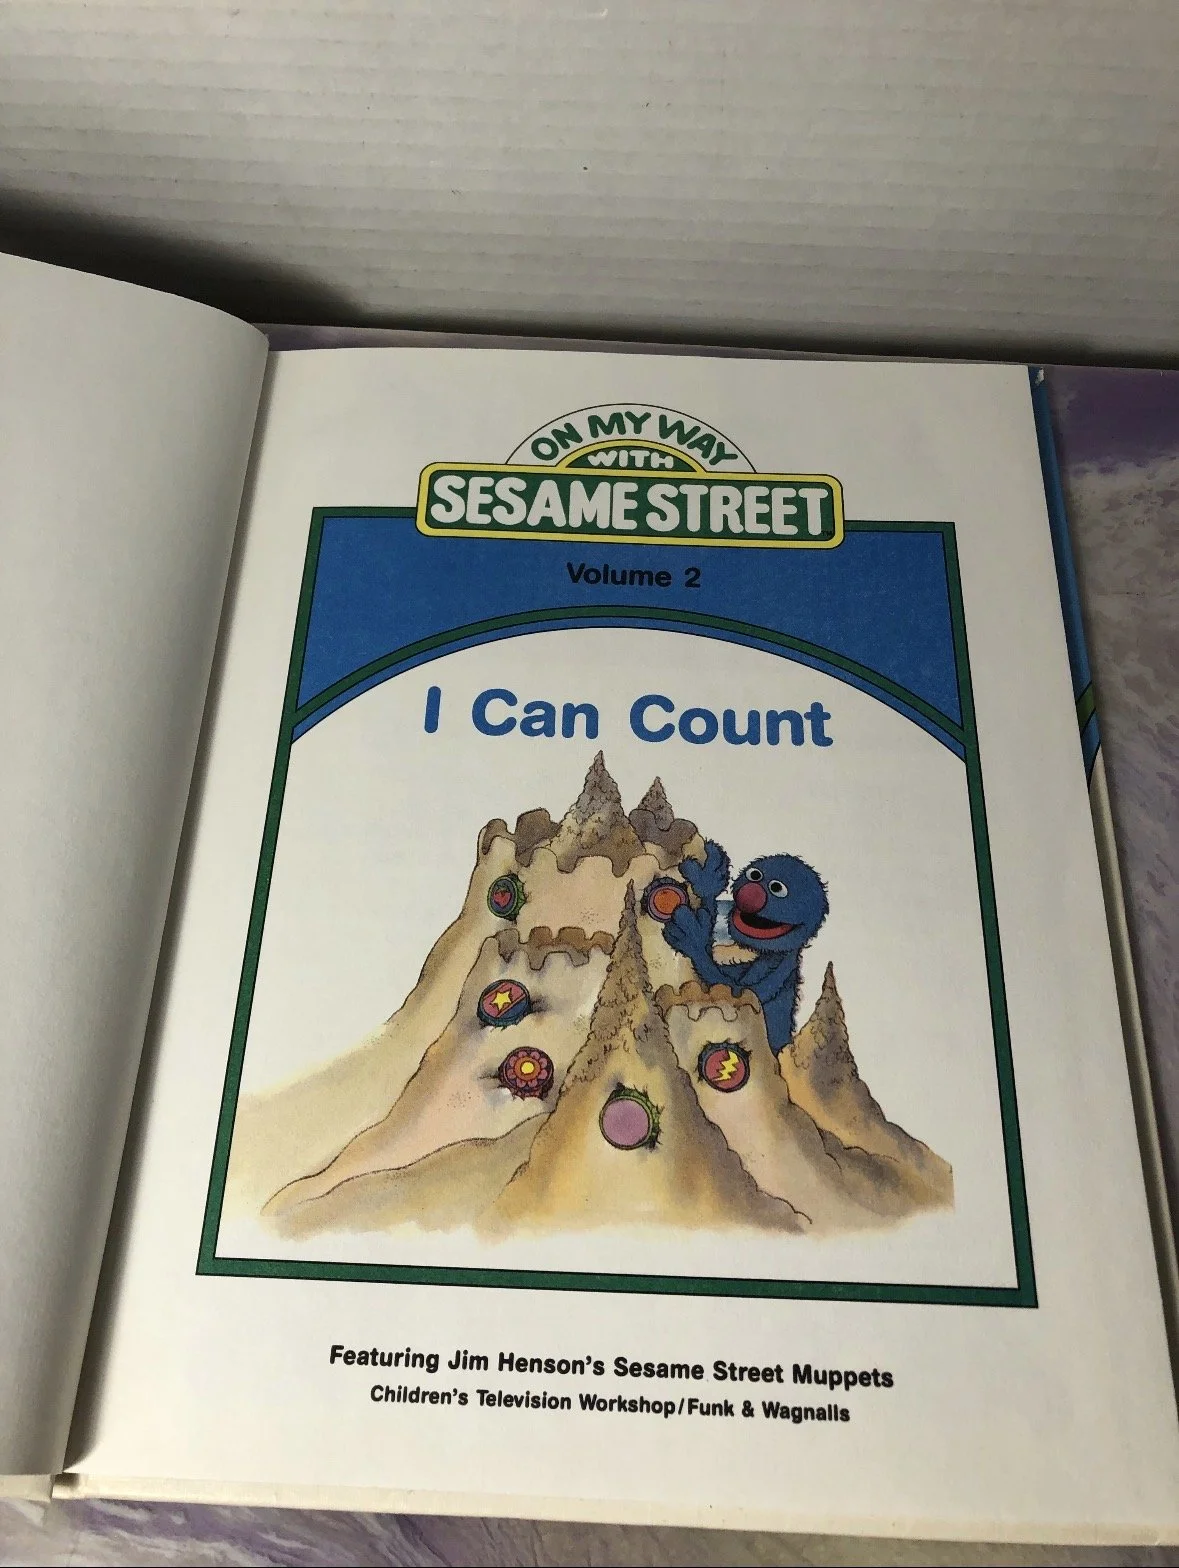 ON MY WAY
WITH
SESAME STREET
Volume 2
I Can Count
Featuring Jim Henson's Sesame Street Muppets
Children's Television Workshop/Funk & Wagnalls